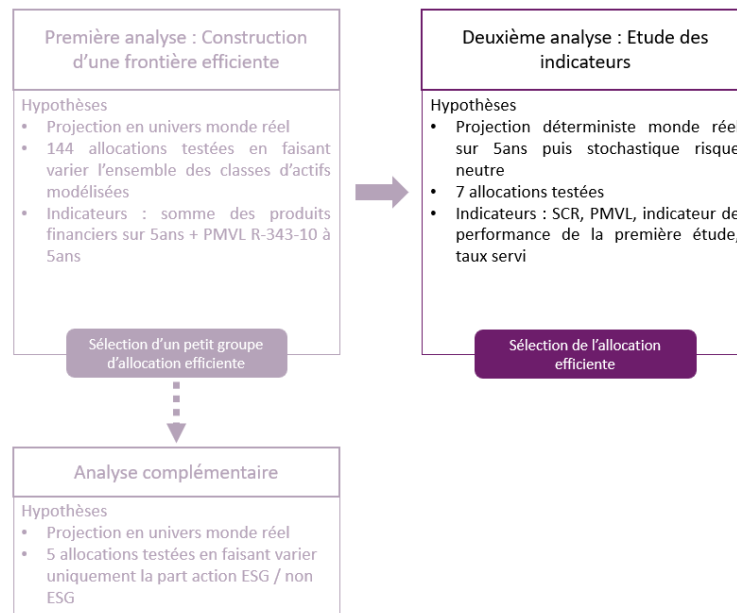 Première analyse : Construction
d'une frontière efficiente
Hypothèses
• Projection en univers monde réel
• 144 allocations testées en faisant
varier l'ensemble des classes d'actifs
modélisées
• Indicateurs : somme des produits
financiers sur 5ans + PMVL R-343-10 à
5ans
Sélection d'un petit groupe
d'allocation efficiente
Deuxième analyse : Etude des
indicateurs
Hypothèses
• Projection déterministe monde réel
sur 5ans puis stochastique risque
neutre
• 7 allocations testées
• Indicateurs : SCR, PMVL, indicateur de
performance de la première étude,
taux servi
Sélection de l'allocation
efficiente
Analyse complémentaire
Hypothèses
• Projection en univers monde réel
• 5 allocations testées en faisant varier
uniquement la part action ESG / non
ESG